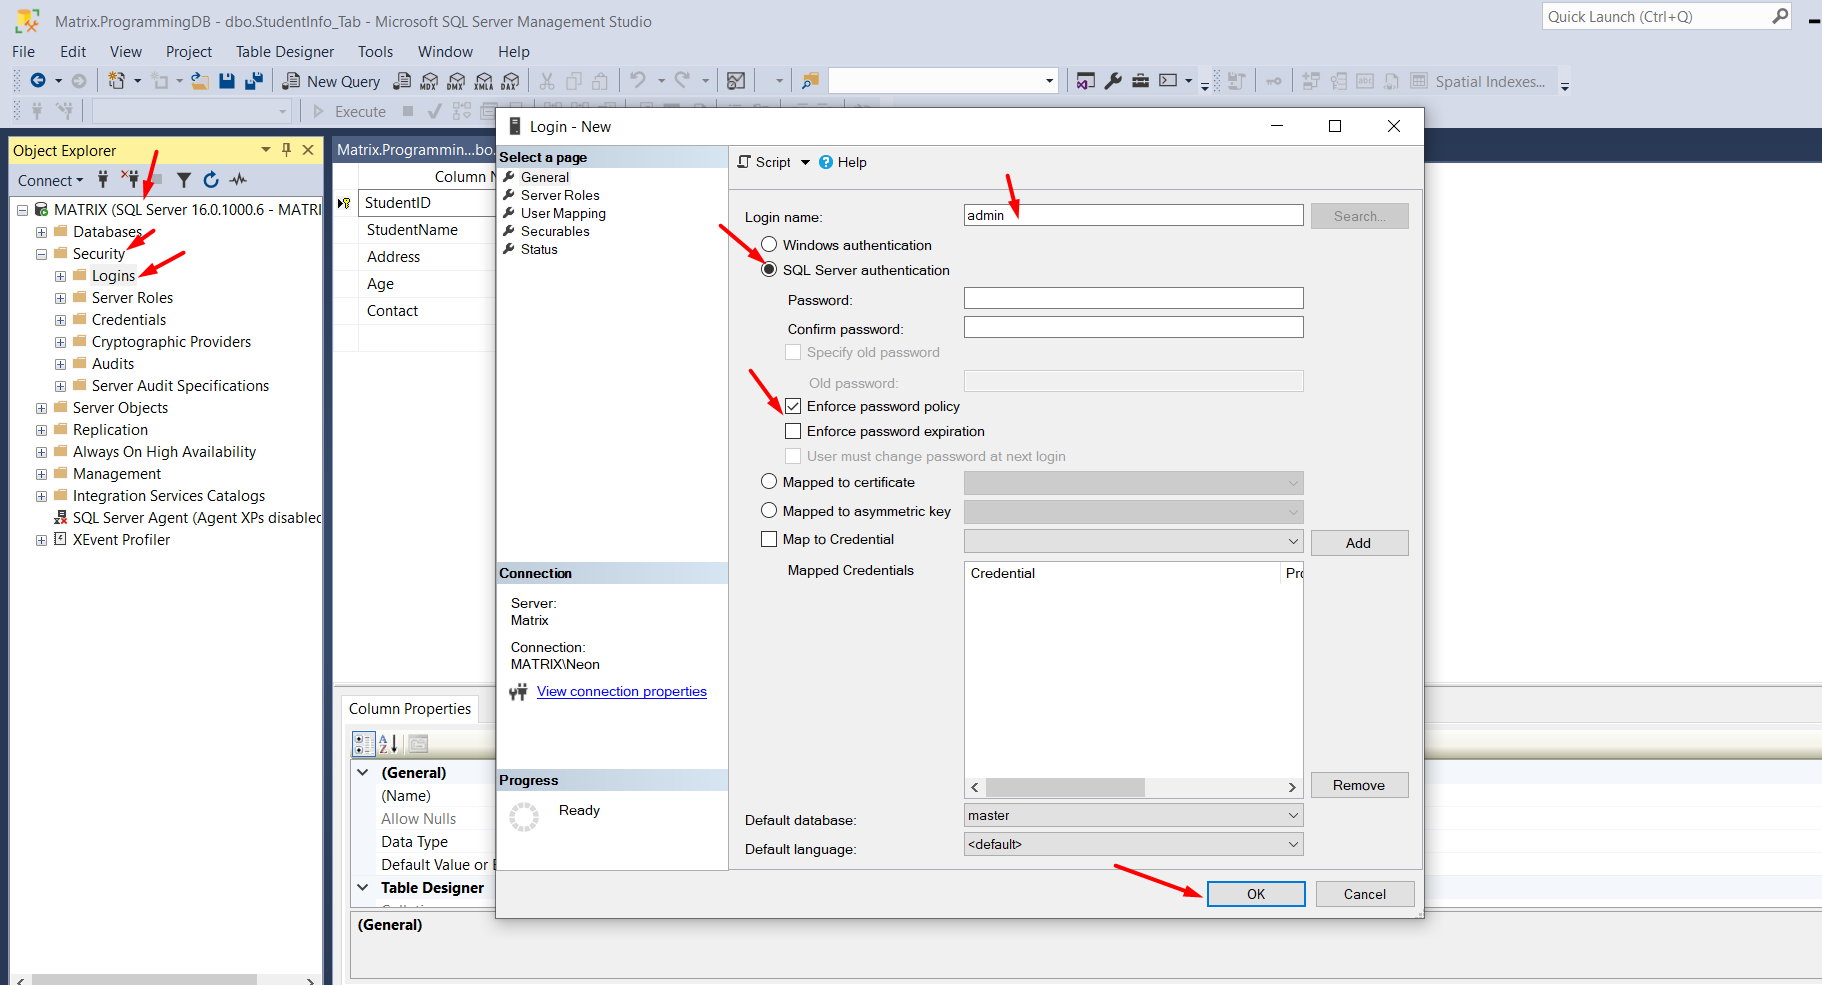 Matrix.ProgrammingDB - dbo.StudentInfo_Tab - Microsoft SQL Server Management Studio
Quick Launch (Ctrl+Q)
File Edit View Project Table Designer Tools Window Help
New Query
MDX DMX XMLA DAX
Spatial Indexes...
Execute
Object Explorer
Connect
MATRIX (SQL Server 16.0.1000.6 - MATRI
Databases
Security
Logins
Server Roles
Credentials
Cryptographic Providers
Audits
Server Audit Specifications
Server Objects
Replication
Always On High Availability
Management
Integration Services Catalogs
SQL Server Agent (Agent XPs disabled
XEvent Profiler
Matrix.Programmin...bo.
Column N
StudentID
StudentName
Address
Age
Contact
Column Properties
(General)
(Name)
Allow Nulls
Data Type
Default Value or
Table Designer
(General)
Login - New
Select a page
General
Server Roles
User Mapping
Securables
Status
Connection
Server:
Matrix
Connection:
MATRIX\Neon
View connection properties
Progress
Ready
Script Help
Login name: admin Search...
Windows authentication
SQL Server authentication
Password:
Confirm password:
Specify old password
Old password:
Enforce password policy
Enforce password expiration
User must change password at next login
Mapped to certificate
Mapped to asymmetric key
Map to Credential Add
Mapped Credentials Credential Pro
Remove
Default database: master
Default language: <default>
OK Cancel